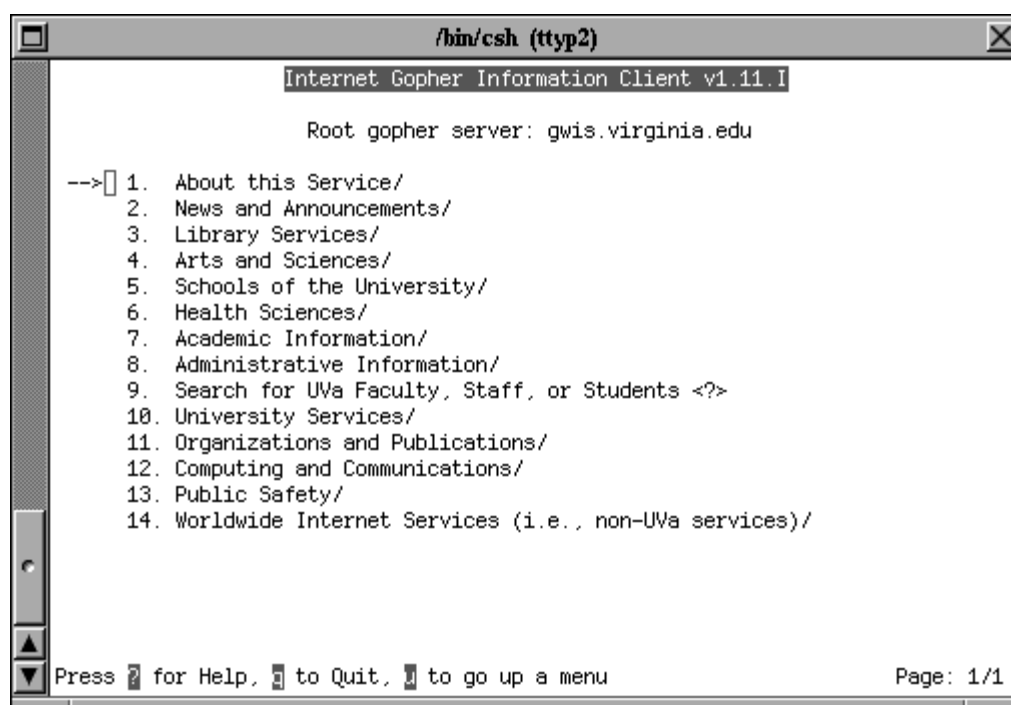 /bin/csh (ttyp2)
Internet Gopher Information Client v1.11.I
Root gopher server: gwis.virginia.edu
--> 1. About this Service/
2. News and Announcements/
3. Library Services/
4. Arts and Sciences/
5. Schools of the University/
6. Health Sciences/
7. Academic Information/
8. Administrative Information/
9. Search for UVa Faculty, Staff, or Students <?>
10. University Services/
11. Organizations and Publications/
12. Computing and Communications/
13. Public Safety/
14. Worldwide Internet Services (i.e., non-UVa services)/
Press ? for Help, q to Quit, u to go up a menu Page: 1/1